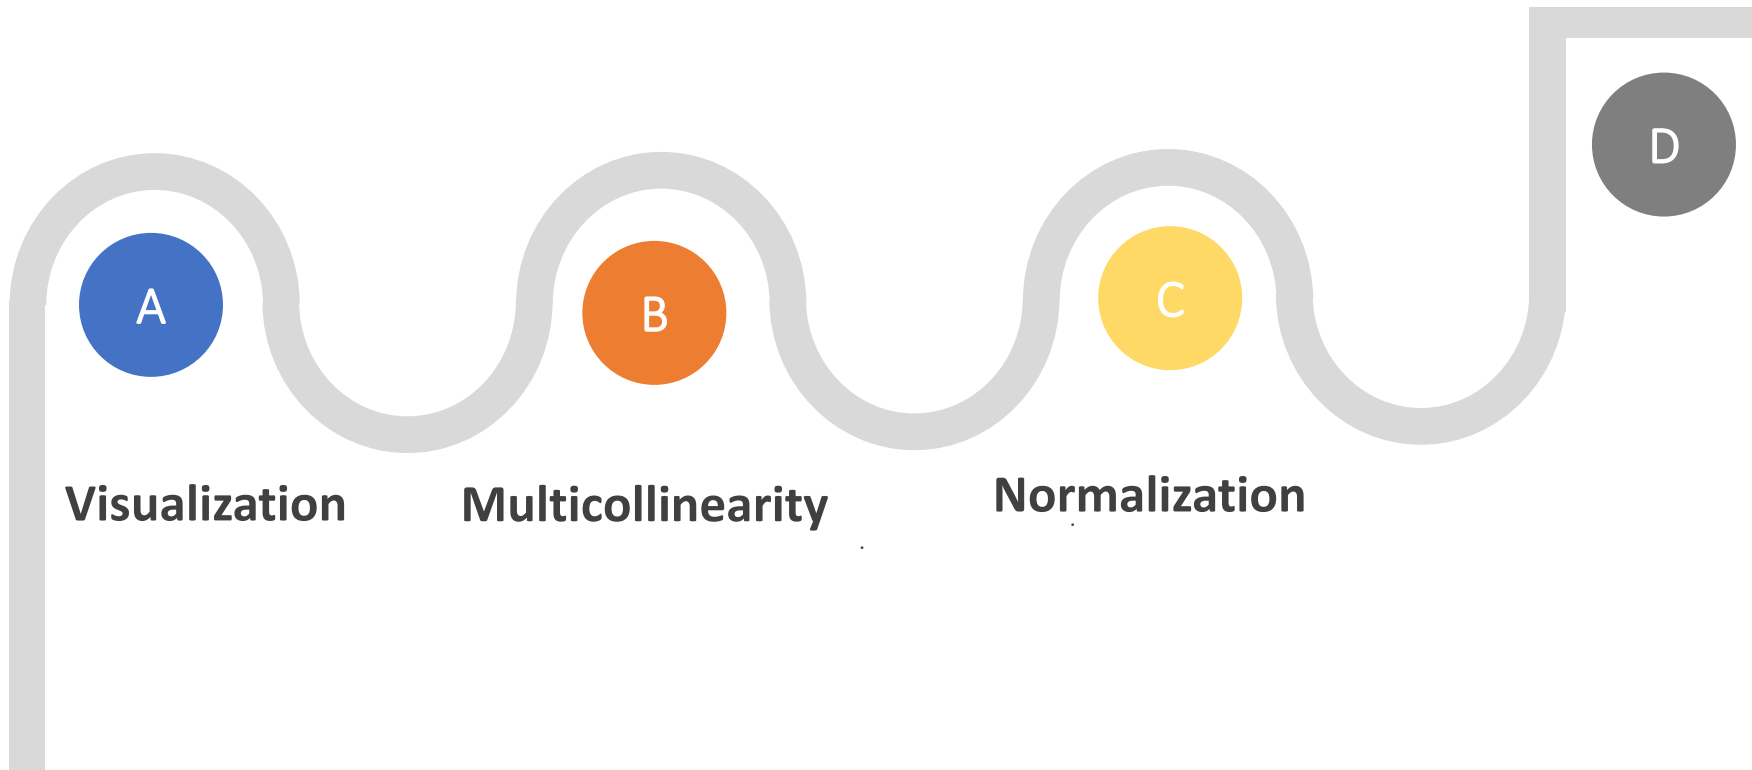 A
B
C
D
Visualization
Multicollinearity
Normalization
.
.